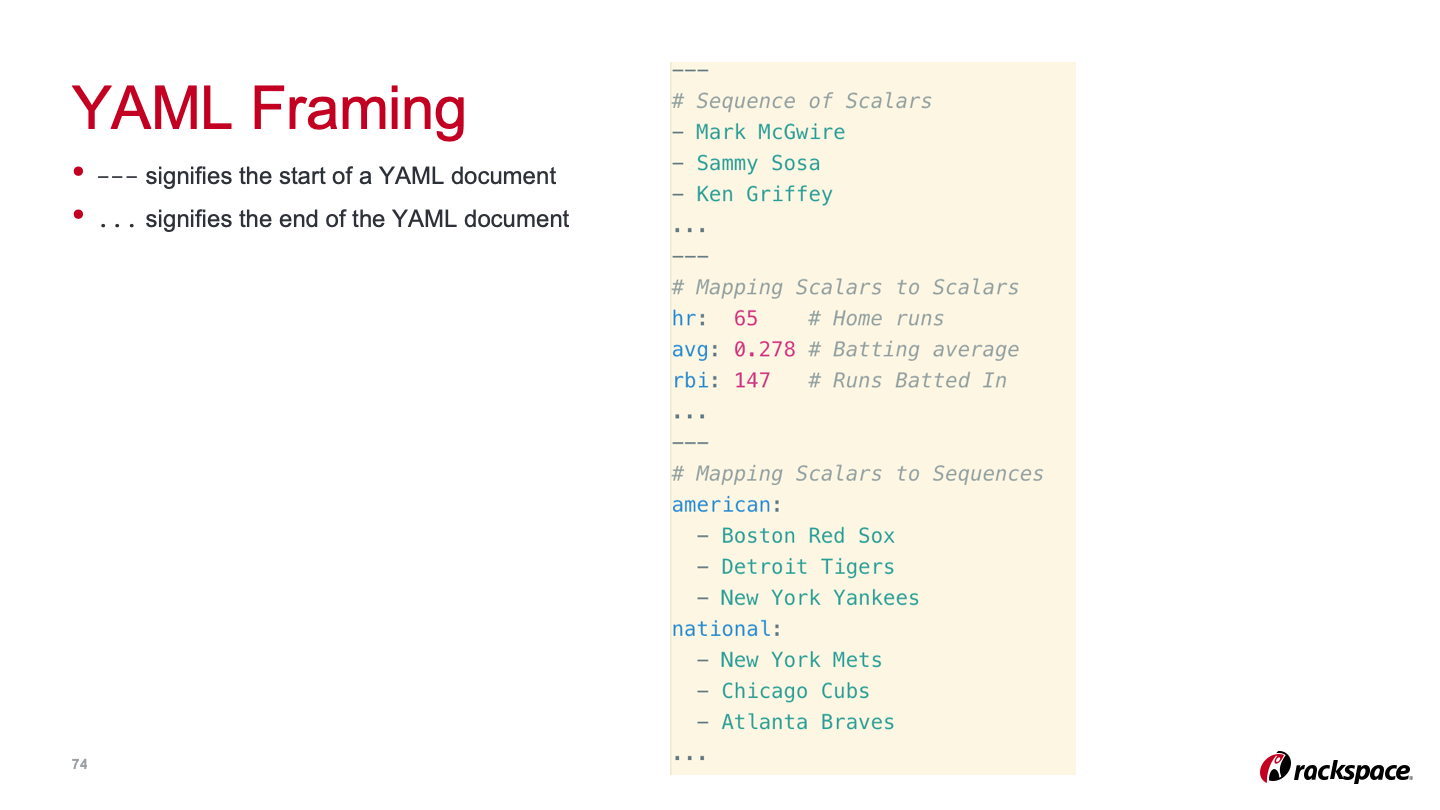 YAML Framing
• --- signifies the start of a YAML document
• ... signifies the end of the YAML document
---
# Sequence of Scalars
- Mark McGwire
- Sammy Sosa
- Ken Griffey
...
---
# Mapping Scalars to Scalars
hr:  65    # Home runs
avg: 0.278 # Batting average
rbi: 147   # Runs Batted In
...
---
# Mapping Scalars to Sequences
american:
  - Boston Red Sox
  - Detroit Tigers
  - New York Yankees
national:
  - New York Mets
  - Chicago Cubs
  - Atlanta Braves
...
74
rackspace.